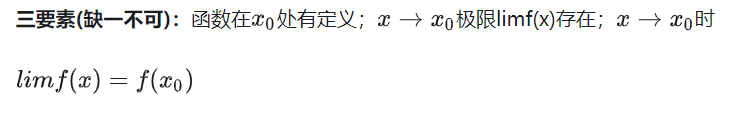 三要素(缺一不可)：函数在x₀处有定义；x → x₀极限limf(x)存在；x → x₀时
limf(x) = f(x₀)